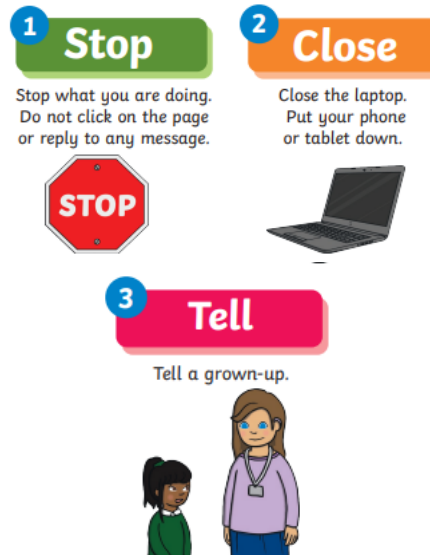 1
Stop
Stop what you are doing.
Do not click on the page
or reply to any message.
STOP
2
Close
Close the laptop.
Put your phone
or tablet down.
3
Tell
Tell a grown-up.